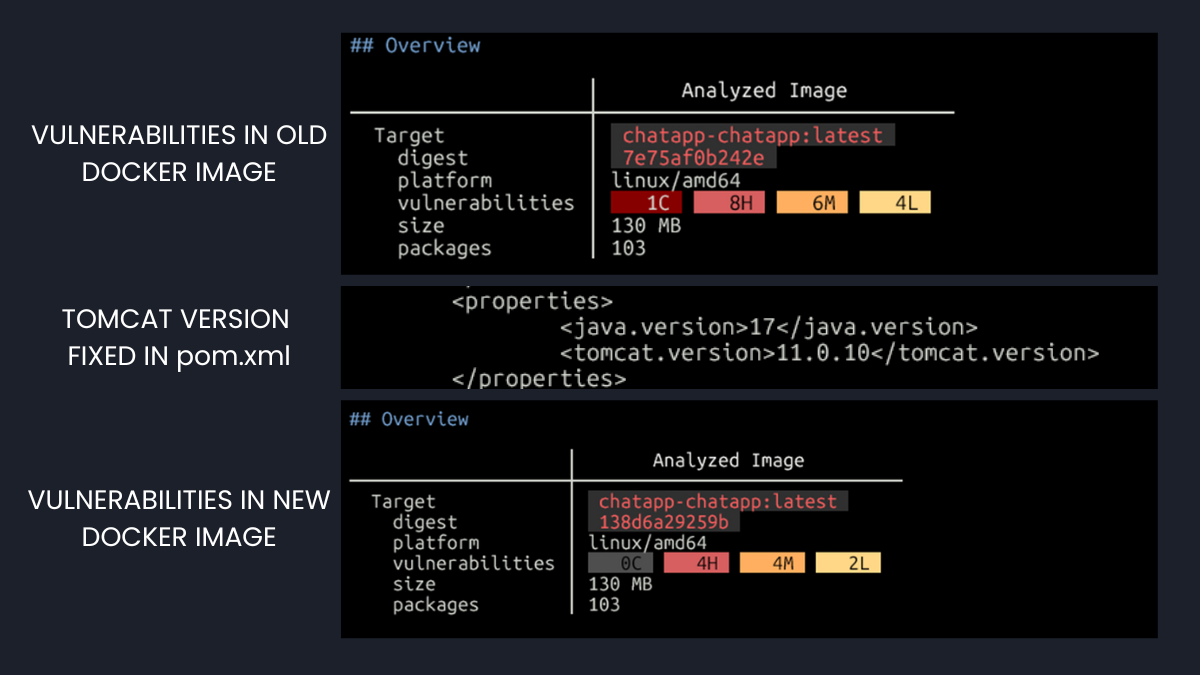 VULNERABILITIES IN OLD
DOCKER IMAGE
## Overview
Analyzed Image
Target chatapp-chatapp:latest
digest 7e75af0b242e
platform linux/amd64
vulnerabilities 1C 8H 6M 4L
size 130 MB
packages 103
TOMCAT VERSION
FIXED IN pom.xml
<properties>
<java.version>17</java.version>
<tomcat.version>11.0.10</tomcat.version>
</properties>
VULNERABILITIES IN NEW
DOCKER IMAGE
## Overview
Analyzed Image
Target chatapp-chatapp:latest
digest 138d6a29259b
platform linux/amd64
vulnerabilities 0C 4H 4M 2L
size 130 MB
packages 103